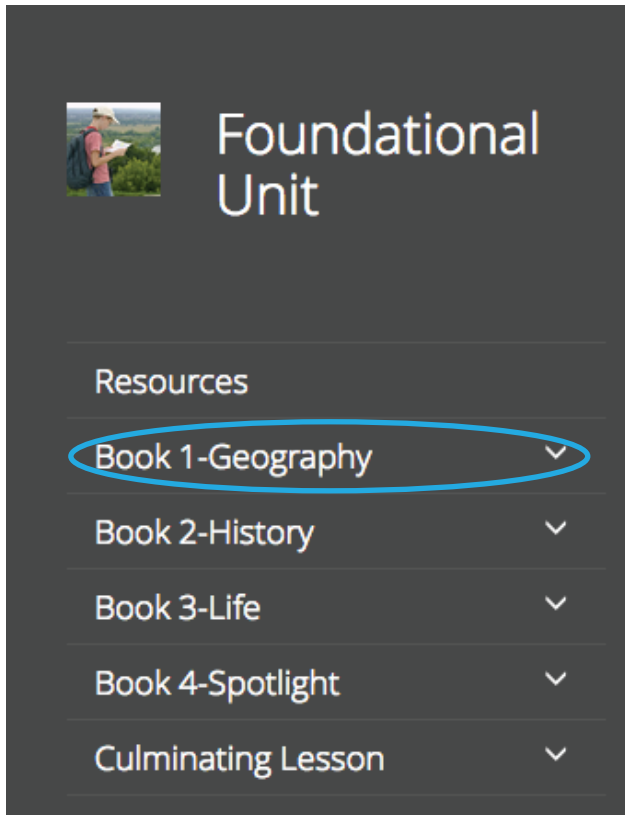 Foundational
Unit
Resources
Book 1-Geography
Book 2-History
Book 3-Life
Book 4-Spotlight
Culminating Lesson